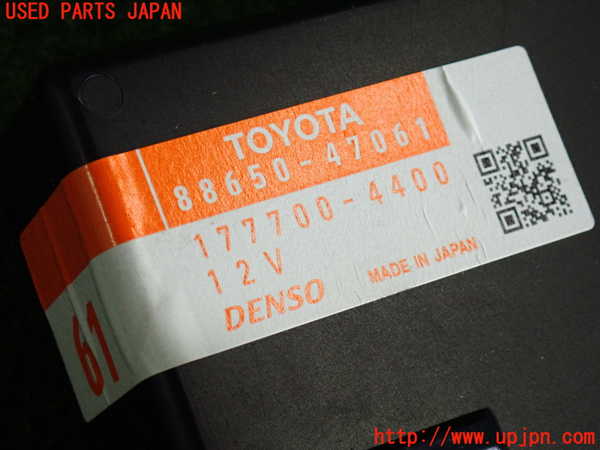 USED PARTS JAPAN
TOYOTA
88650-47061
177700-4400
12V
DENSO
MADE IN JAPAN
61
http://www.upjpn.com